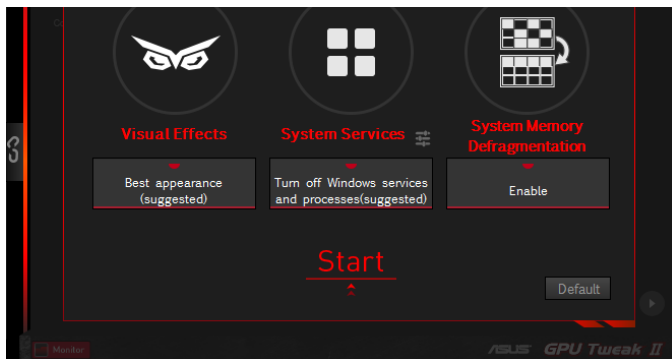 Visual Effects
System Services
System Memory
Defragmentation
Best appearance
(suggested)
Turn off Windows services
and processes(suggested)
Enable
Start
Default
Monitor
ASUS GPU Tweak II